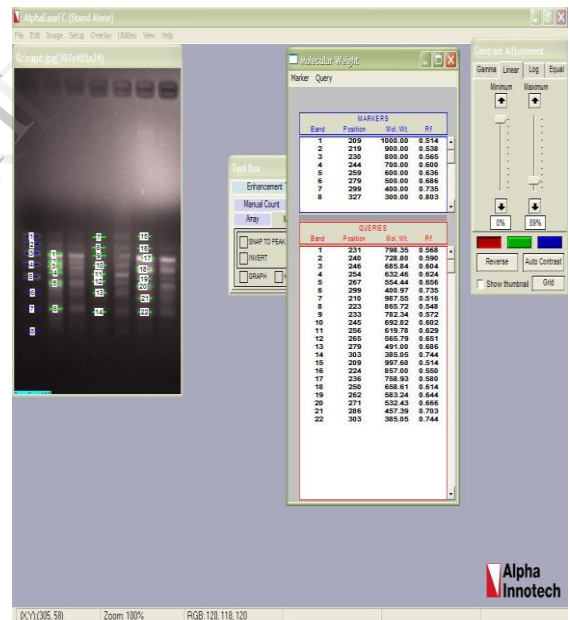 AlphaEaseFC (Stand Alone)
File Edit Image Setup Overlay Utilities View Help
Molecular Weight
Marker Query
MARKERS
Band Position Mol. Wt. Rf
1 209 1000.00 0.514
2 219 900.00 0.538
3 230 800.00 0.565
4 244 700.00 0.600
5 259 600.00 0.636
6 279 500.00 0.686
7 299 400.00 0.735
8 327 300.00 0.803
QUERIES
Band Position Mol. Wt. Rf
1 231 798.35 0.568
2 240 728.80 0.590
3 246 685.84 0.604
4 254 632.46 0.624
5 267 554.44 0.656
6 299 400.97 0.735
7 210 987.55 0.516
8 223 865.72 0.548
9 233 782.34 0.572
10 245 692.82 0.602
11 256 619.78 0.629
12 265 565.79 0.651
13 279 491.00 0.686
14 303 385.05 0.744
15 209 997.60 0.514
16 224 857.00 0.550
17 236 758.93 0.580
18 250 658.61 0.614
19 262 583.24 0.644
20 271 532.43 0.666
21 286 457.39 0.703
22 303 385.05 0.744
Tool Box
Enhancement
Manual Count
Array
SNAP TO PEAK
INVERT
GRAPH
Contrast Adjustment
Gamma Linear Log Equal
Minimum Maximum
0% 89%
Reverse Auto Contrast
Show thumbnail Grid
Alpha
Innotech
(X,Y):(305, 58) Zoom: 100% RGB: 120, 118, 120